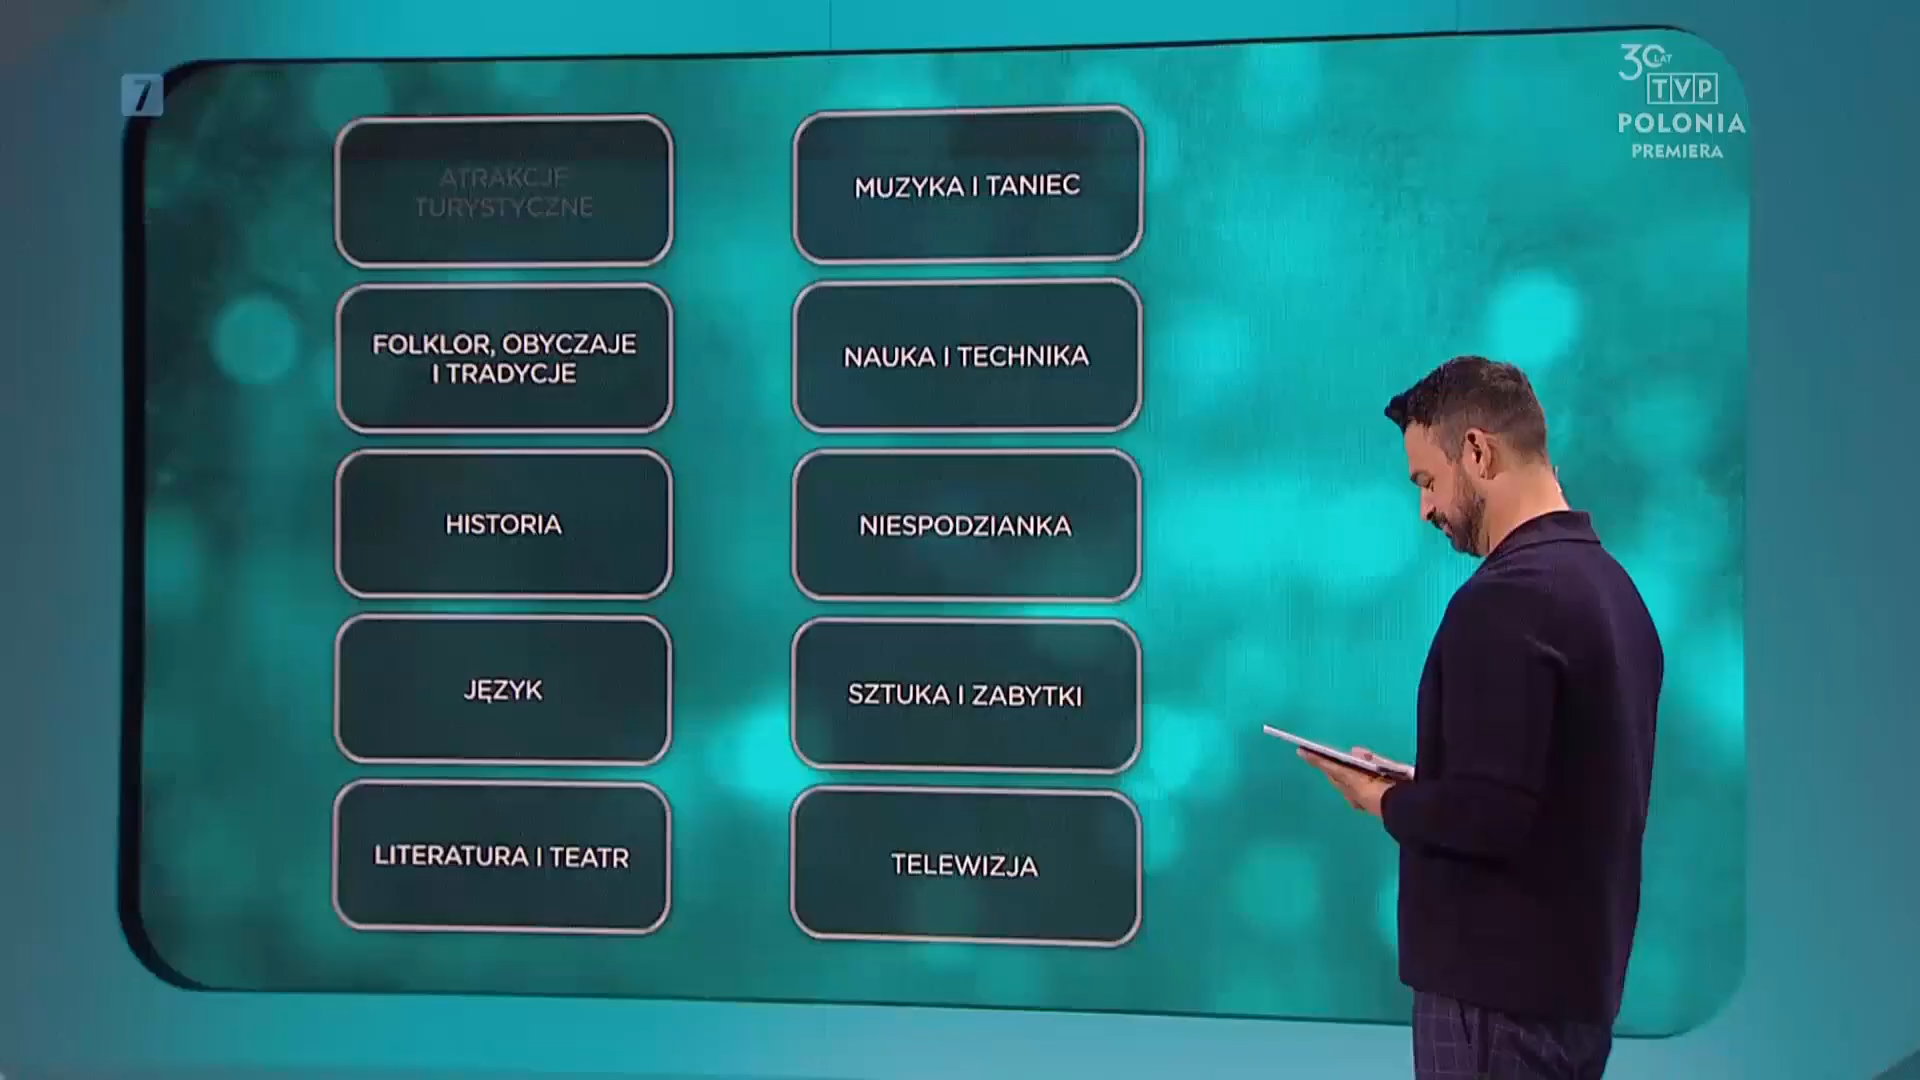 7
30 LAT
TVP
POLONIA
PREMIERA
ATRAKCJE
TURYSTYCZNE
MUZYKA I TANIEC
FOLKLOR, OBYCZAJE
I TRADYCJE
NAUKA I TECHNIKA
HISTORIA
NIESPODZIANKA
JĘZYK
SZTUKA I ZABYTKI
LITERATURA I TEATR
TELEWIZJA